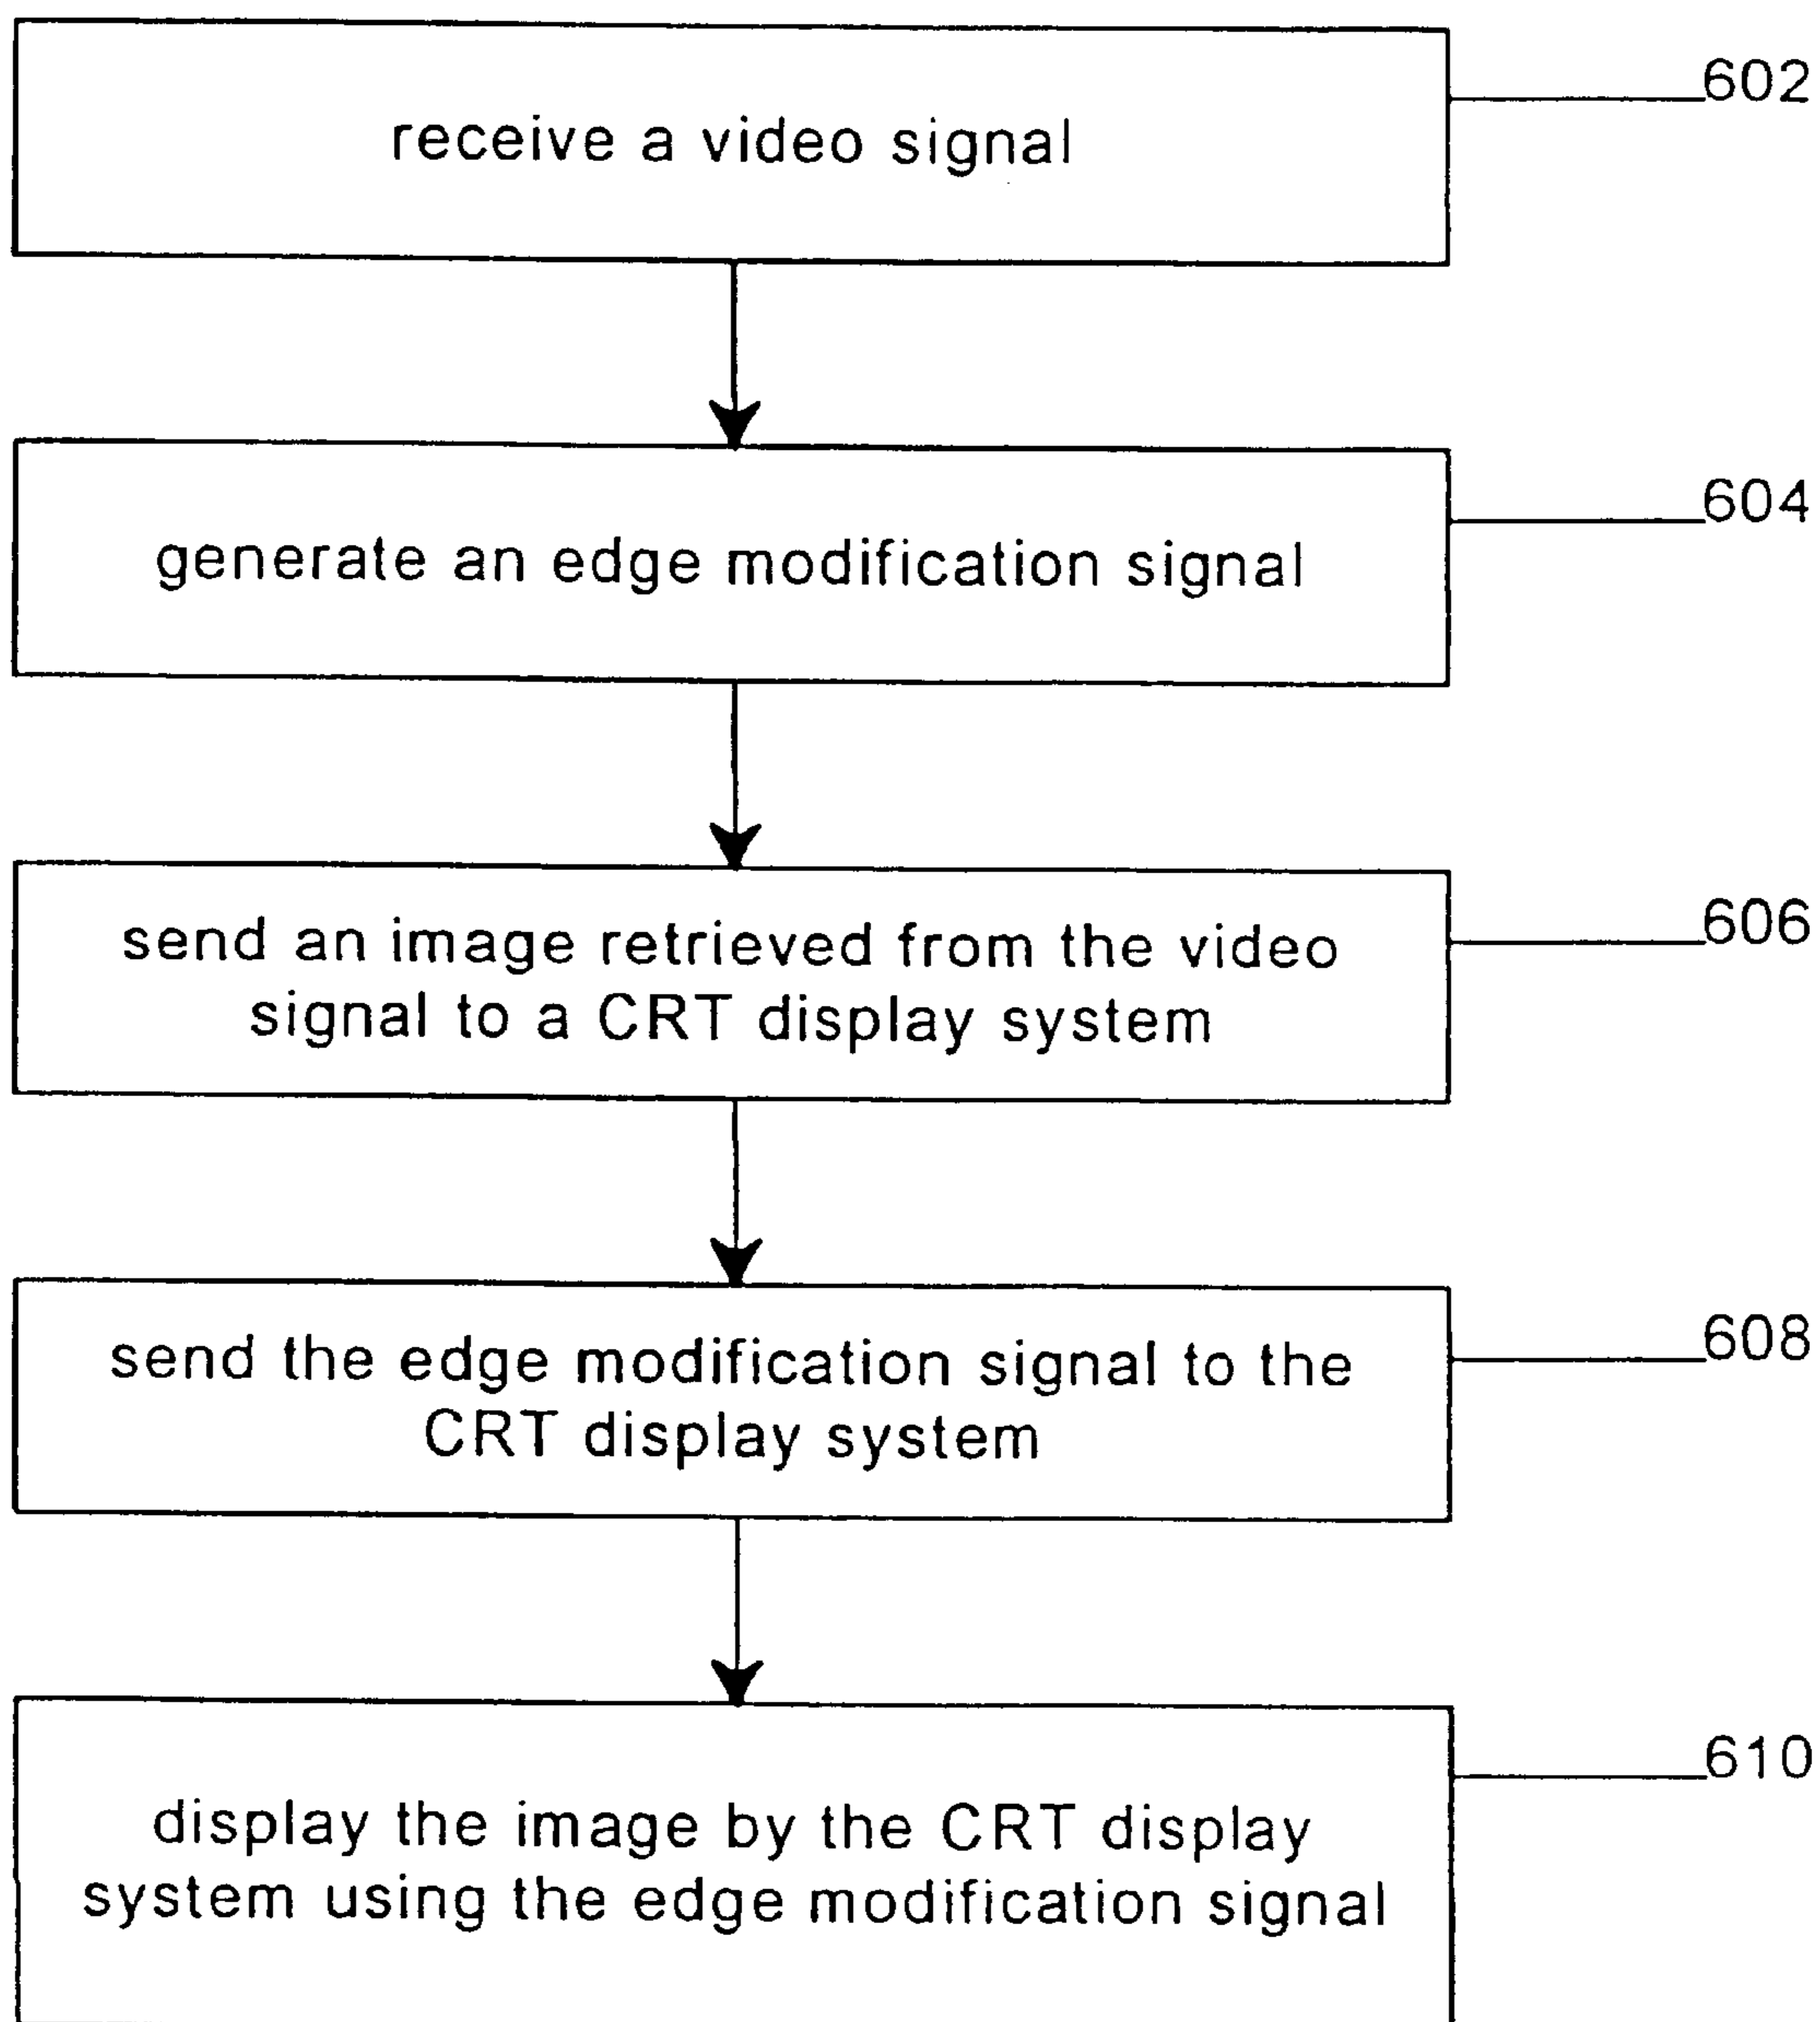 602
receive a video signal
604
generate an edge modification signal
606
send an image retrieved from the video
signal to a CRT display system
608
send the edge modification signal to the
CRT display system
610
display the image by the CRT display
system using the edge modification signal